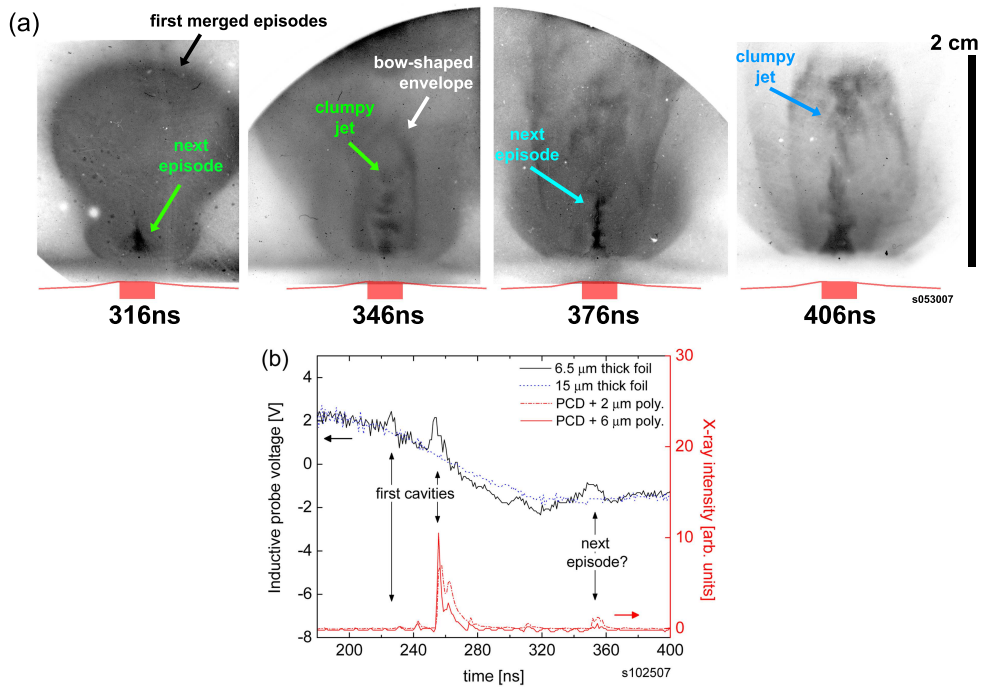 (a)
first merged episodes
next
episode
bow-shaped
envelope
clumpy
jet
next
episode
clumpy
jet
2 cm
s053007
316ns
346ns
376ns
406ns
(b)
6.5 μm thick foil
15 μm thick foil
PCD + 2 μm poly.
PCD + 6 μm poly.
Inductive probe voltage [V]
4
2
0
-2
-4
-6
-8
first cavities
next
episode?
30
20
10
0
X-ray intensity [arb. units]
200
240
280
320
360
400
time [ns]
s102507